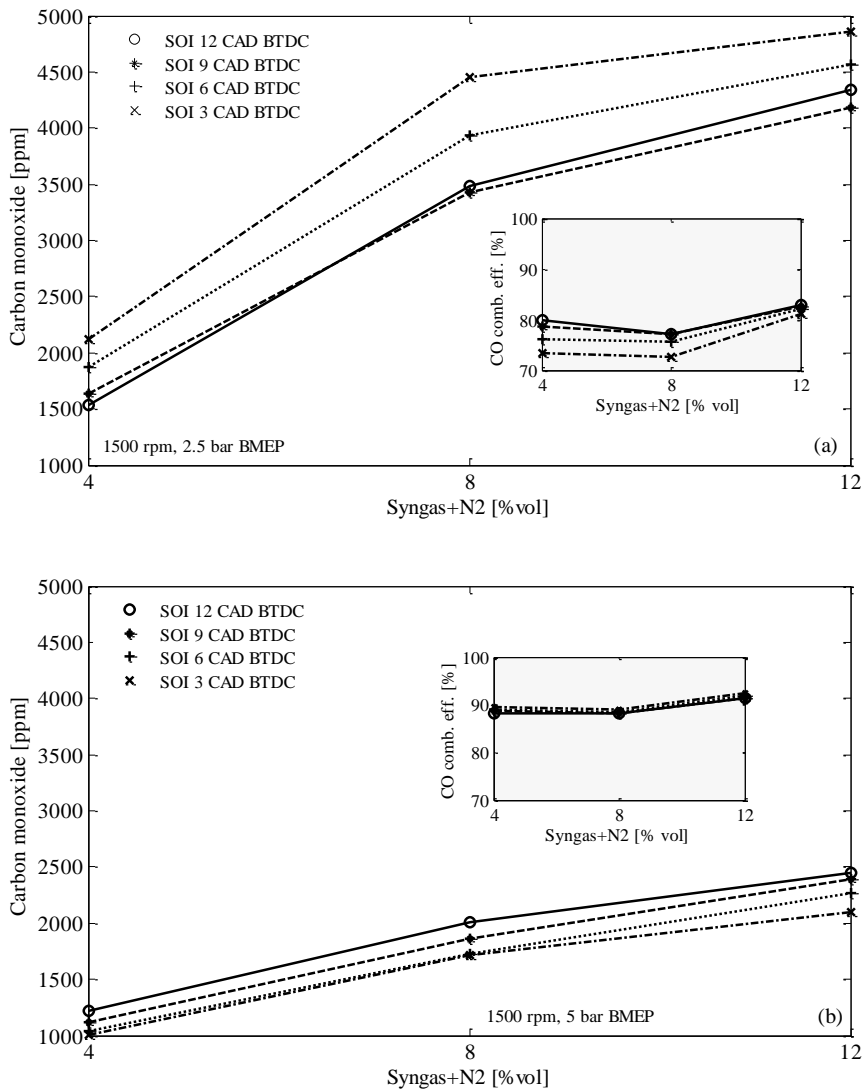 5000
4500
4000
3500
3000
2500
2000
1500
1000
Carbon monoxide [ppm]
SOI 12 CAD BTDC
SOI 9 CAD BTDC
SOI 6 CAD BTDC
SOI 3 CAD BTDC
100
90
80
70
CO comb. eff. [%]
4 8 12
Syngas+N2 [% vol]
1500 rpm, 2.5 bar BMEP
(a)
4 8 12
Syngas+N2 [%vol]
5000
4500
4000
3500
3000
2500
2000
1500
1000
Carbon monoxide [ppm]
SOI 12 CAD BTDC
SOI 9 CAD BTDC
SOI 6 CAD BTDC
SOI 3 CAD BTDC
100
90
80
70
CO comb. eff. [%]
4 8 12
Syngas+N2 [% vol]
1500 rpm, 5 bar BMEP
(b)
4 8 12
Syngas+N2 [%vol]